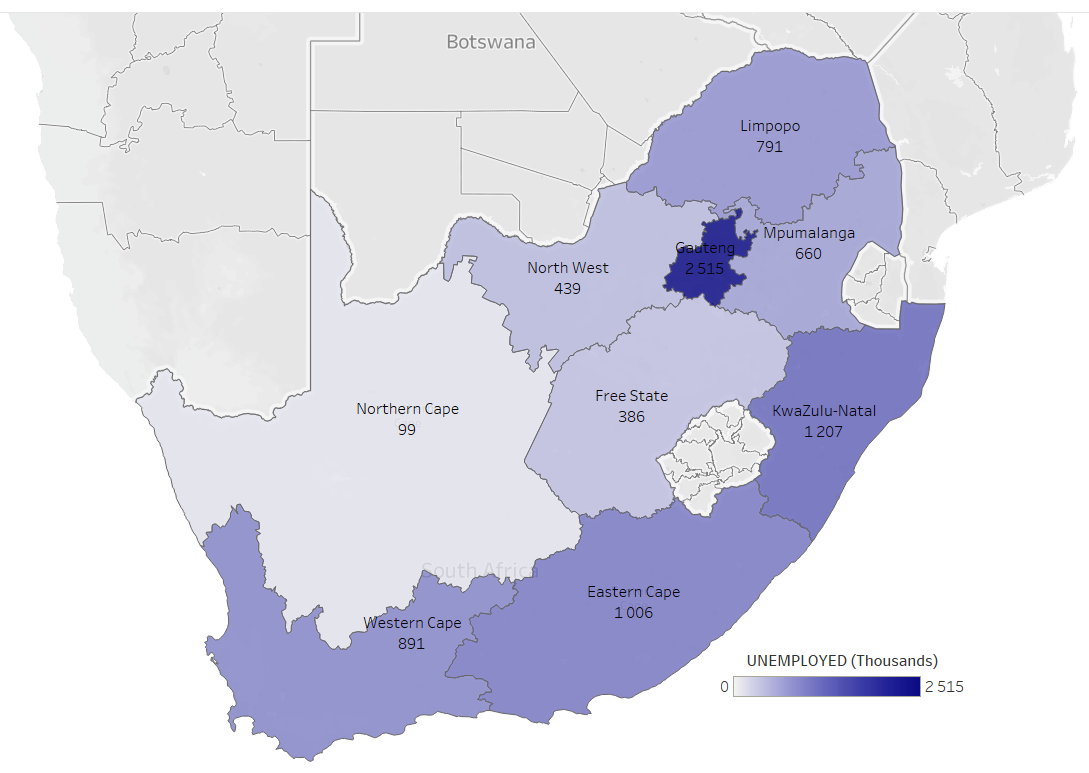 Botswana
Limpopo
791
Mpumalanga
660
Gauteng
2 515
North West
439
Free State
386
KwaZulu-Natal
1 207
Northern Cape
99
South Africa
Eastern Cape
1 006
Western Cape
891
UNEMPLOYED (Thousands)
0 2 515